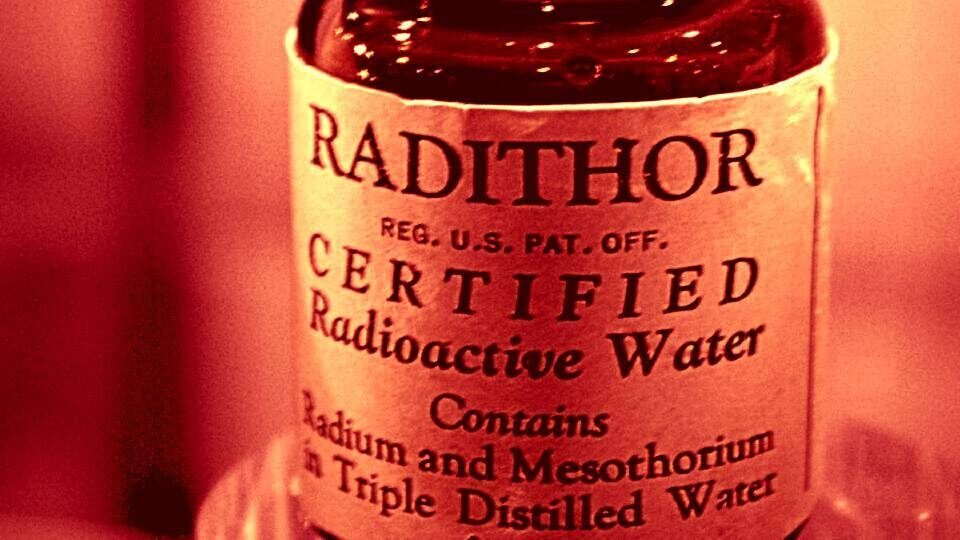 RADITHOR
REG. U.S. PAT. OFF.
CERTIFIED
Radioactive Water
Contains
Radium and Mesothorium
in Triple Distilled Water